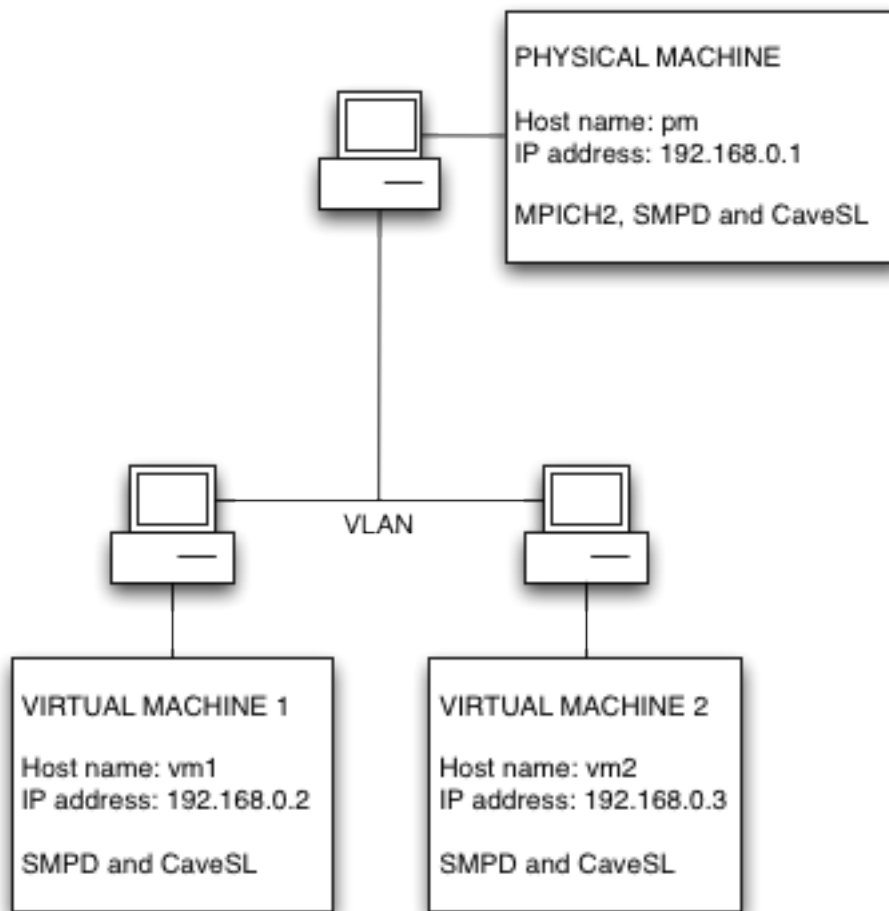 PHYSICAL MACHINE
Host name: pm
IP address: 192.168.0.1
MPICH2, SMPD and CaveSL
VLAN
VIRTUAL MACHINE 1
Host name: vm1
IP address: 192.168.0.2
SMPD and CaveSL
VIRTUAL MACHINE 2
Host name: vm2
IP address: 192.168.0.3
SMPD and CaveSL